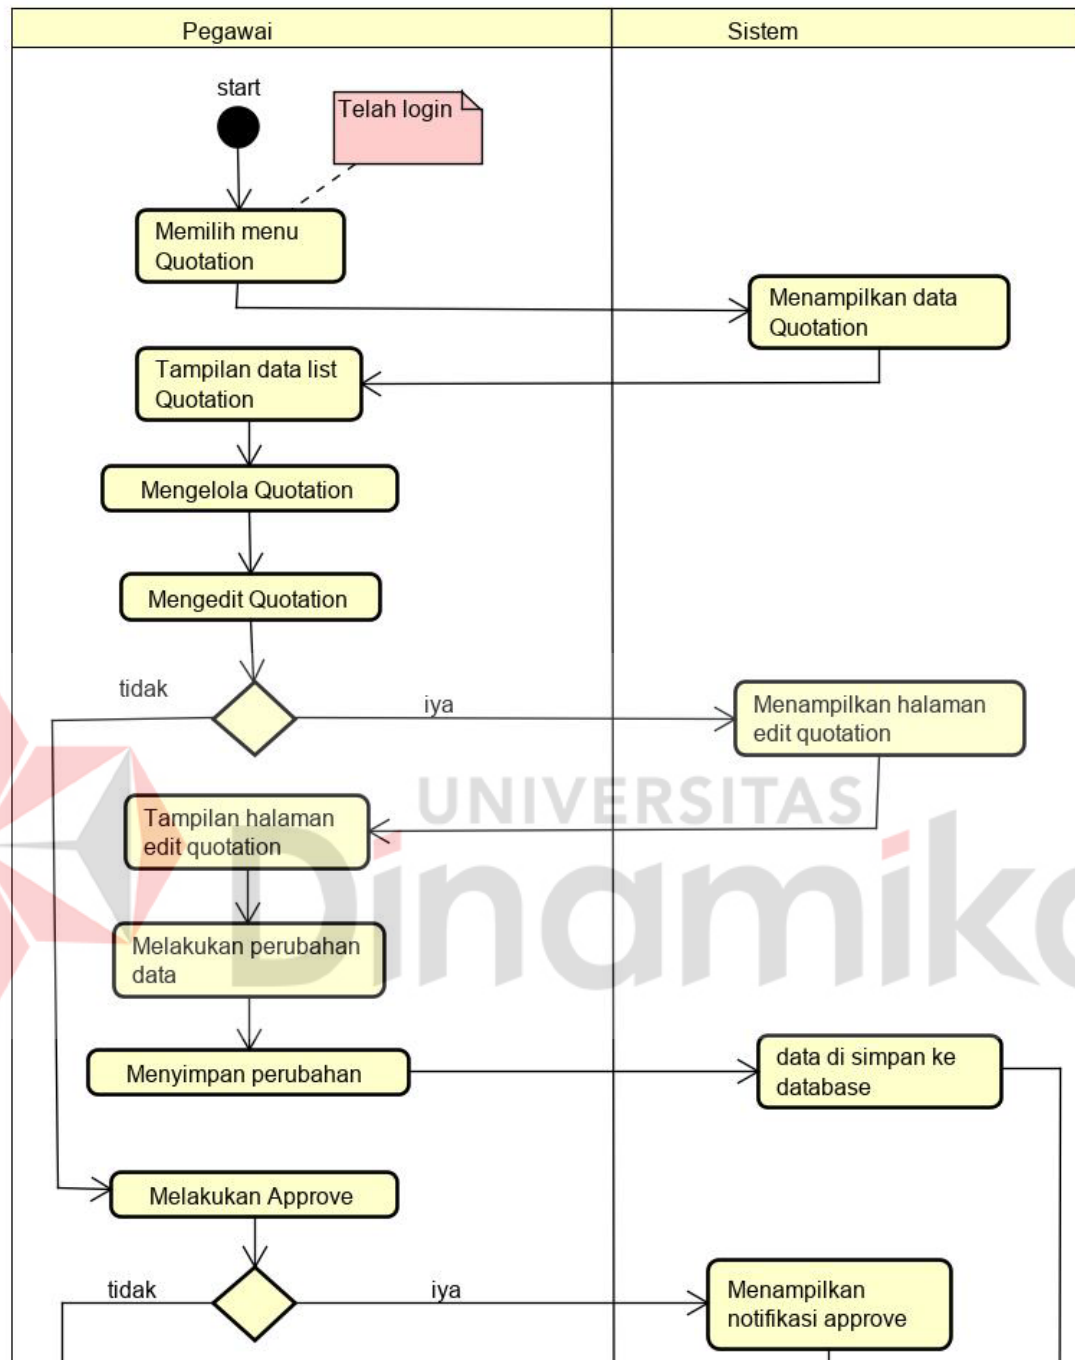 Pegawai
Sistem
start
Telah login
Memilih menu
Quotation
Menampilkan data
Quotation
Tampilan data list
Quotation
Mengelola Quotation
Mengedit Quotation
tidak
iya
Menampilkan halaman
edit quotation
UNIVERSITAS
Dinamika
Tampilan halaman
edit quotation
Melakukan perubahan
data
Menyimpan perubahan
data di simpan ke
database
Melakukan Approve
tidak
iya
Menampilkan
notifikasi approve